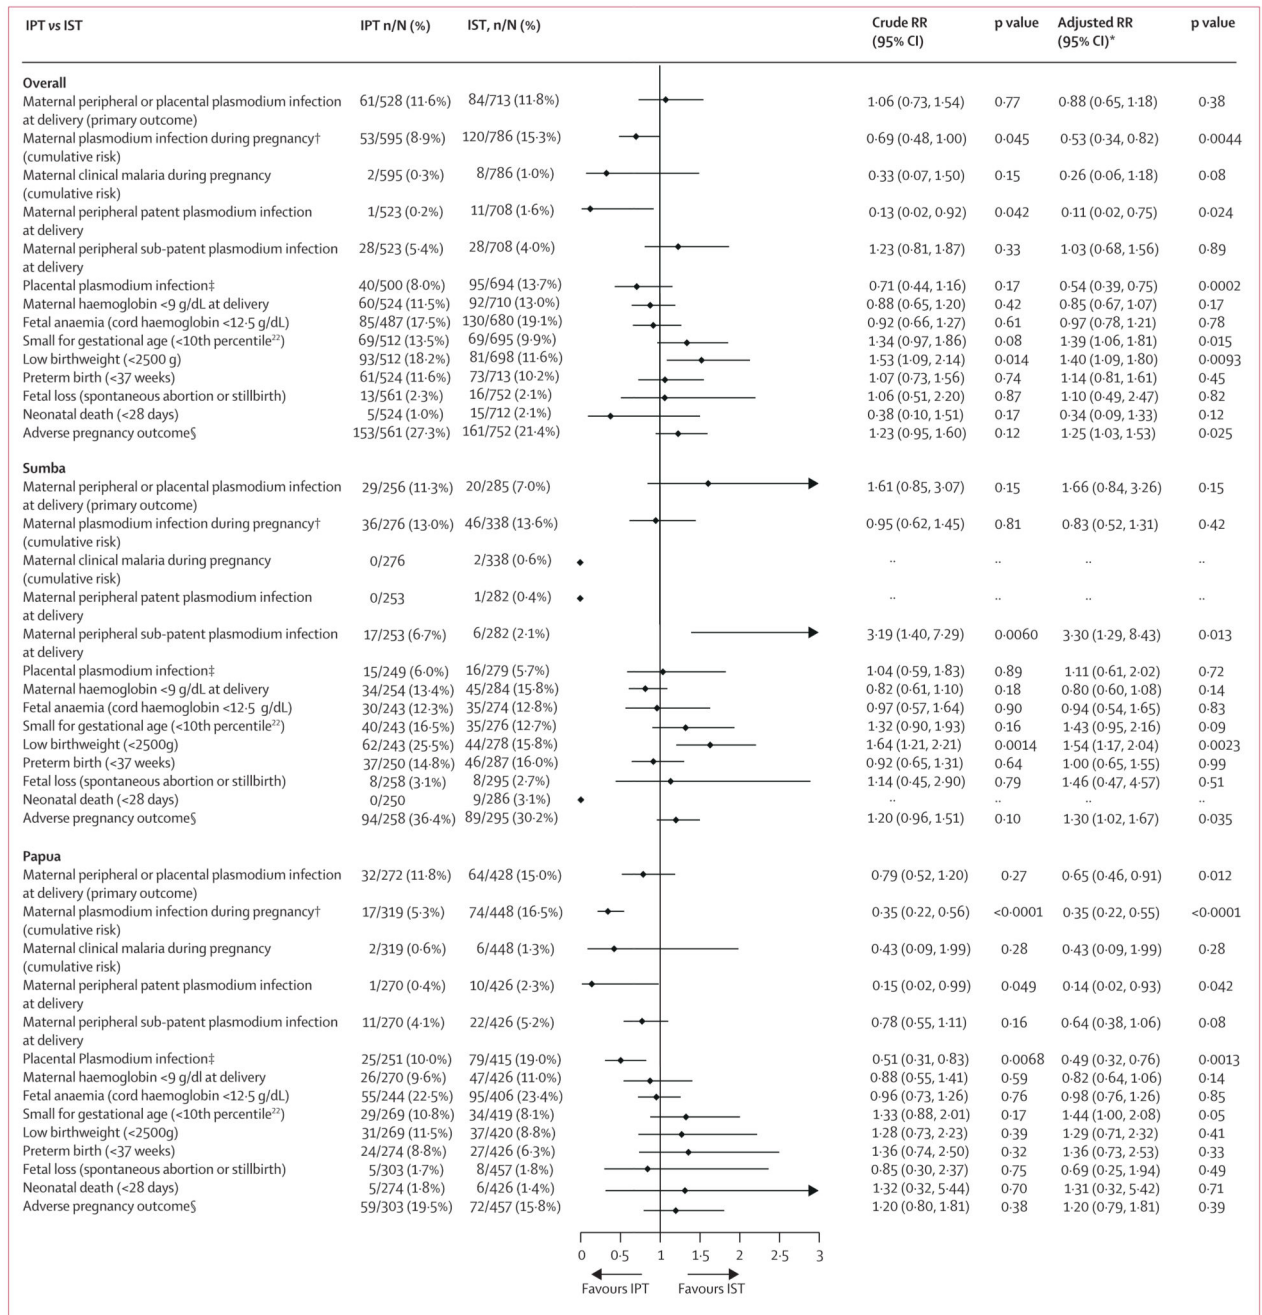 IPT vs IST IPT n/N (%) IST, n/N (%) Crude RR (95% CI) p value Adjusted RR (95% CI)* p value
Overall
Maternal peripheral or placental plasmodium infection 61/528 (11·6%) 84/713 (11·8%) 1·06 (0·73, 1·54) 0·77 0·88 (0·65, 1·18) 0·38
at delivery (primary outcome)
Maternal plasmodium infection during pregnancy† 53/595 (8·9%) 120/786 (15·3%) 0·69 (0·48, 1·00) 0·045 0·53 (0·34, 0·82) 0·0044
(cumulative risk)
Maternal clinical malaria during pregnancy 2/595 (0·3%) 8/786 (1·0%) 0·33 (0·07, 1·50) 0·15 0·26 (0·06, 1·18) 0·08
(cumulative risk)
Maternal peripheral patent plasmodium infection 1/523 (0·2%) 11/708 (1·6%) 0·13 (0·02, 0·92) 0·042 0·11 (0·02, 0·75) 0·024
at delivery
Maternal peripheral sub-patent plasmodium infection 28/523 (5·4%) 28/708 (4·0%) 1·23 (0·81, 1·87) 0·33 1·03 (0·68, 1·56) 0·89
at delivery
Placental plasmodium infection‡ 40/500 (8·0%) 95/694 (13·7%) 0·71 (0·44, 1·16) 0·17 0·54 (0·39, 0·75) 0·0002
Maternal haemoglobin <9 g/dL at delivery 60/524 (11·5%) 92/710 (13·0%) 0·88 (0·65, 1·20) 0·42 0·85 (0·67, 1·07) 0·17
Fetal anaemia (cord haemoglobin <12·5 g/dL) 85/487 (17·5%) 130/680 (19·1%) 0·92 (0·66, 1·27) 0·61 0·97 (0·78, 1·21) 0·78
Small for gestational age (<10th percentile²²) 69/512 (13·5%) 69/695 (9·9%) 1·34 (0·97, 1·86) 0·08 1·39 (1·06, 1·81) 0·015
Low birthweight (<2500 g) 93/512 (18·2%) 81/698 (11·6%) 1·53 (1·09, 2·14) 0·014 1·40 (1·09, 1·80) 0·0093
Preterm birth (<37 weeks) 61/524 (11·6%) 73/713 (10·2%) 1·07 (0·73, 1·56) 0·74 1·14 (0·81, 1·61) 0·45
Fetal loss (spontaneous abortion or stillbirth) 13/561 (2·3%) 16/752 (2·1%) 1·06 (0·51, 2·20) 0·87 1·10 (0·49, 2·47) 0·82
Neonatal death (<28 days) 5/524 (1·0%) 15/712 (2·1%) 0·38 (0·10, 1·51) 0·17 0·34 (0·09, 1·33) 0·12
Adverse pregnancy outcome§ 153/561 (27·3%) 161/752 (21·4%) 1·23 (0·95, 1·60) 0·12 1·25 (1·03, 1·53) 0·025
Sumba
Maternal peripheral or placental plasmodium infection 29/256 (11·3%) 20/285 (7·0%) 1·61 (0·85, 3·07) 0·15 1·66 (0·84, 3·26) 0·15
at delivery (primary outcome)
Maternal plasmodium infection during pregnancy† 36/276 (13·0%) 46/338 (13·6%) 0·95 (0·62, 1·45) 0·81 0·83 (0·52, 1·31) 0·42
(cumulative risk)
Maternal clinical malaria during pregnancy 0/276 2/338 (0·6%) ·· ·· ·· ··
(cumulative risk)
Maternal peripheral patent plasmodium infection 0/253 1/282 (0·4%) ·· ·· ·· ··
at delivery
Maternal peripheral sub-patent plasmodium infection 17/253 (6·7%) 6/282 (2·1%) 3·19 (1·40, 7·29) 0·0060 3·30 (1·29, 8·43) 0·013
at delivery
Placental plasmodium infection‡ 15/249 (6·0%) 16/279 (5·7%) 1·04 (0·59, 1·83) 0·89 1·11 (0·61, 2·02) 0·72
Maternal haemoglobin <9 g/dL at delivery 34/254 (13·4%) 45/284 (15·8%) 0·82 (0·61, 1·10) 0·18 0·80 (0·60, 1·08) 0·14
Fetal anaemia (cord haemoglobin <12·5 g/dL) 30/243 (12·3%) 35/274 (12·8%) 0·97 (0·57, 1·64) 0·90 0·94 (0·54, 1·65) 0·83
Small for gestational age (<10th percentile²²) 40/243 (16·5%) 35/276 (12·7%) 1·32 (0·90, 1·93) 0·16 1·43 (0·95, 2·16) 0·09
Low birthweight (<2500g) 62/243 (25·5%) 44/278 (15·8%) 1·64 (1·21, 2·21) 0·0014 1·54 (1·17, 2·04) 0·0023
Preterm birth (<37 weeks) 37/250 (14·8%) 46/287 (16·0%) 0·92 (0·65, 1·31) 0·64 1·00 (0·65, 1·55) 0·99
Fetal loss (spontaneous abortion or stillbirth) 8/258 (3·1%) 8/295 (2·7%) 1·14 (0·45, 2·90) 0·79 1·46 (0·47, 4·57) 0·51
Neonatal death (<28 days) 0/250 9/286 (3·1%) ·· ·· ·· ··
Adverse pregnancy outcome§ 94/258 (36·4%) 89/295 (30·2%) 1·20 (0·96, 1·51) 0·10 1·30 (1·02, 1·67) 0·035
Papua
Maternal peripheral or placental plasmodium infection 32/272 (11·8%) 64/428 (15·0%) 0·79 (0·52, 1·20) 0·27 0·65 (0·46, 0·91) 0·012
at delivery (primary outcome)
Maternal plasmodium infection during pregnancy† 17/319 (5·3%) 74/448 (16·5%) 0·35 (0·22, 0·56) <0·0001 0·35 (0·22, 0·55) <0·0001
(cumulative risk)
Maternal clinical malaria during pregnancy 2/319 (0·6%) 6/448 (1·3%) 0·43 (0·09, 1·99) 0·28 0·43 (0·09, 1·99) 0·28
(cumulative risk)
Maternal peripheral patent plasmodium infection 1/270 (0·4%) 10/426 (2·3%) 0·15 (0·02, 0·99) 0·049 0·14 (0·02, 0·93) 0·042
at delivery
Maternal peripheral sub-patent plasmodium infection 11/270 (4·1%) 22/426 (5·2%) 0·78 (0·55, 1·11) 0·16 0·64 (0·38, 1·06) 0·08
at delivery
Placental Plasmodium infection‡ 25/251 (10·0%) 79/415 (19·0%) 0·51 (0·31, 0·83) 0·0068 0·49 (0·32, 0·76) 0·0013
Maternal haemoglobin <9 g/dl at delivery 26/270 (9·6%) 47/426 (11·0%) 0·88 (0·55, 1·41) 0·59 0·82 (0·64, 1·06) 0·14
Fetal anaemia (cord haemoglobin <12·5 g/dL) 55/244 (22·5%) 95/406 (23·4%) 0·96 (0·73, 1·26) 0·76 0·98 (0·76, 1·26) 0·85
Small for gestational age (<10th percentile²²) 29/269 (10·8%) 34/419 (8·1%) 1·33 (0·88, 2·01) 0·17 1·44 (1·00, 2·08) 0·05
Low birthweight (<2500g) 31/269 (11·5%) 37/420 (8·8%) 1·28 (0·73, 2·23) 0·39 1·29 (0·71, 2·32) 0·41
Preterm birth (<37 weeks) 24/274 (8·8%) 27/426 (6·3%) 1·36 (0·74, 2·50) 0·32 1·36 (0·73, 2·53) 0·33
Fetal loss (spontaneous abortion or stillbirth) 5/303 (1·7%) 8/457 (1·8%) 0·85 (0·30, 2·37) 0·75 0·69 (0·25, 1·94) 0·49
Neonatal death (<28 days) 5/274 (1·8%) 6/426 (1·4%) 1·32 (0·32, 5·44) 0·70 1·31 (0·32, 5·42) 0·71
Adverse pregnancy outcome§ 59/303 (19·5%) 72/457 (15·8%) 1·20 (0·80, 1·81) 0·38 1·20 (0·79, 1·81) 0·39
0 0·5 1 1·5 2 2·5 3
Favours IPT Favours IST